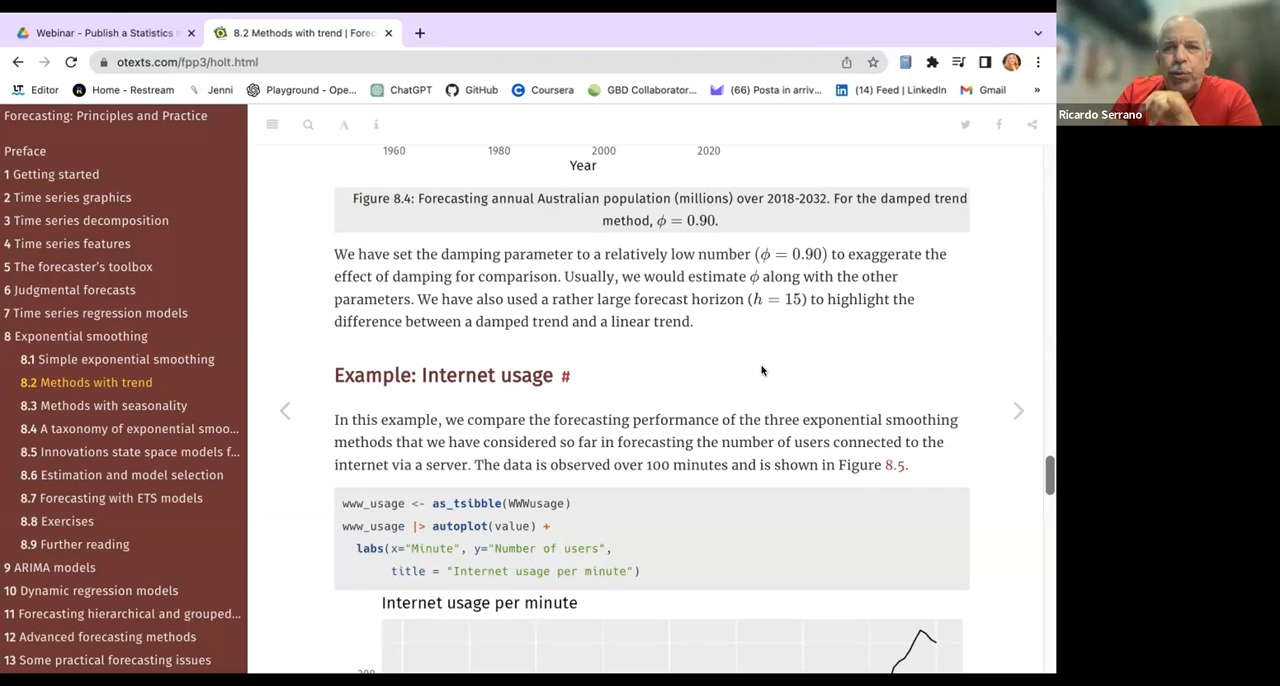 Webinar - Publish a Statistics
8.2 Methods with trend | Forec
otexts.com/fpp3/holt.html
Editor
Home - Restream
Jenni
Playground - Ope...
ChatGPT
GitHub
Coursera
GBD Collaborator...
(66) Posta in arriv...
(14) Feed | LinkedIn
Gmail
»
Ricardo Serrano
Forecasting: Principles and Practice
Preface
1 Getting started
2 Time series graphics
3 Time series decomposition
4 Time series features
5 The forecaster's toolbox
6 Judgmental forecasts
7 Time series regression models
8 Exponential smoothing
8.1 Simple exponential smoothing
8.2 Methods with trend
8.3 Methods with seasonality
8.4 A taxonomy of exponential smoo...
8.5 Innovations state space models f...
8.6 Estimation and model selection
8.7 Forecasting with ETS models
8.8 Exercises
8.9 Further reading
9 ARIMA models
10 Dynamic regression models
11 Forecasting hierarchical and grouped...
12 Advanced forecasting methods
13 Some practical forecasting issues
1960 1980 2000 2020
Year
Figure 8.4: Forecasting annual Australian population (millions) over 2018-2032. For the damped trend
method, ϕ = 0.90.
We have set the damping parameter to a relatively low number (ϕ = 0.90) to exaggerate the
effect of damping for comparison. Usually, we would estimate ϕ along with the other
parameters. We have also used a rather large forecast horizon (h = 15) to highlight the
difference between a damped trend and a linear trend.
Example: Internet usage #
In this example, we compare the forecasting performance of the three exponential smoothing
methods that we have considered so far in forecasting the number of users connected to the
internet via a server. The data is observed over 100 minutes and is shown in Figure 8.5.
www_usage <- as_tsibble(WWWusage)
www_usage |> autoplot(value) +
labs(x="Minute", y="Number of users",
title = "Internet usage per minute")
Internet usage per minute